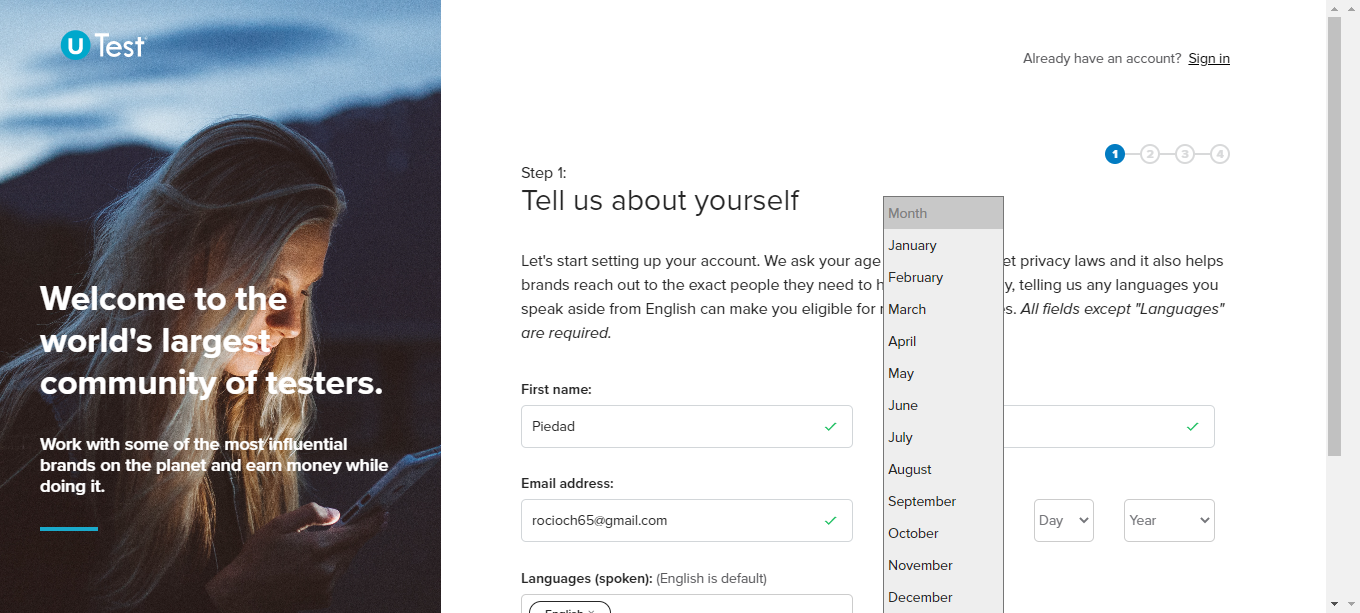 U Test
Already have an account? Sign in
1 2 3 4
Step 1:
Tell us about yourself
Let's start setting up your account. We ask your age et privacy laws and it also helps
brands reach out to the exact people they need to y, telling us any languages you
speak aside from English can make you eligible for s. All fields except "Languages"
are required.
Month
January
February
March
April
May
June
July
August
September
October
November
December
First name:
Piedad
Email address:
rocioch65@gmail.com
Day
Year
Languages (spoken): (English is default)
English ×
Welcome to the
world's largest
community of testers.
Work with some of the most influential
brands on the planet and earn money while
doing it.